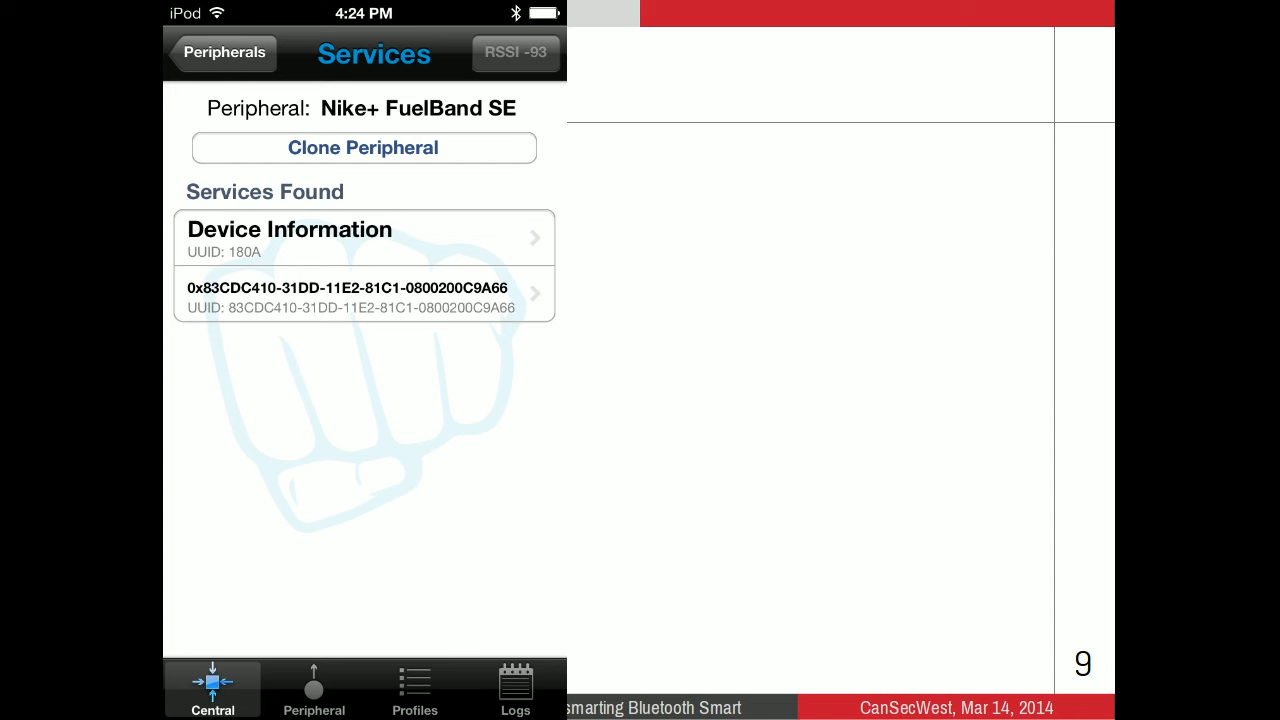 iPod 4:24 PM
Peripherals Services RSSI -93
Peripheral: Nike+ FuelBand SE
Clone Peripheral
Services Found
Device Information
UUID: 180A
0x83CDC410-31DD-11E2-81C1-0800200C9A66
UUID: 83CDC410-31DD-11E2-81C1-0800200C9A66
9
Central Peripheral Profiles Logs
smarting Bluetooth Smart CanSecWest, Mar 14, 2014